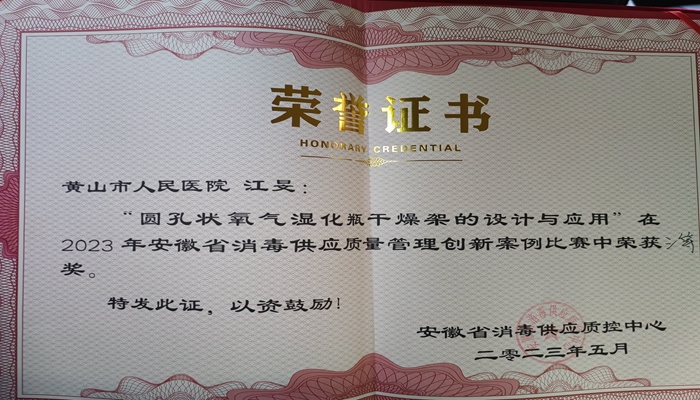 荣誉证书
HONORARY CREDENTIAL
黄山市人民医院 江旻：
“圆孔状氧气湿化瓶干燥架的设计与应用”在
2023年安徽省消毒供应质量管理创新案例比赛中荣获
奖。
特发此证，以资鼓励！
安徽省消毒供应质控中心
二零二三年五月